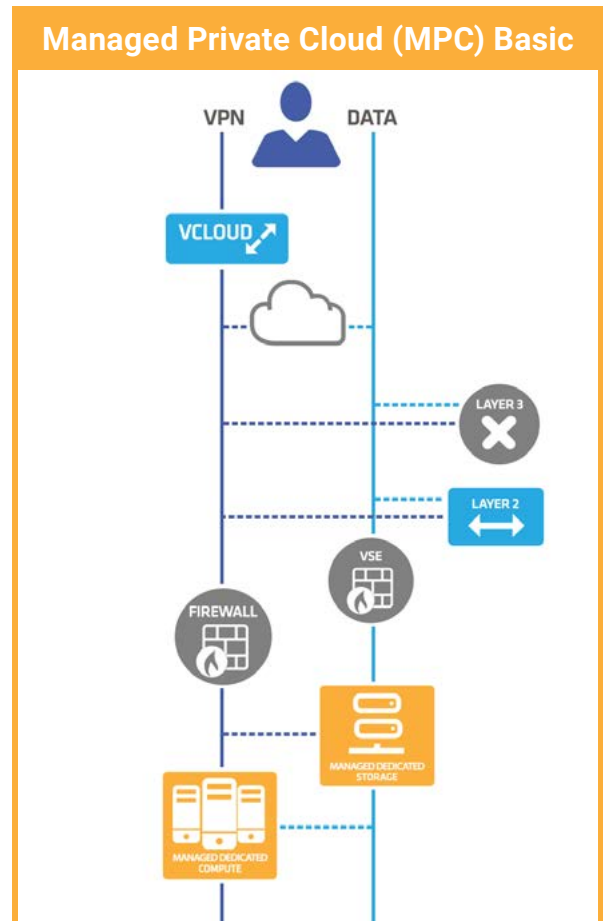 Managed Private Cloud (MPC) Basic
VPN
DATA
VCLOUD
LAYER 3
LAYER 2
VSE
FIREWALL
MANAGED DEDICATED
STORAGE
MANAGED DEDICATED
COMPUTE